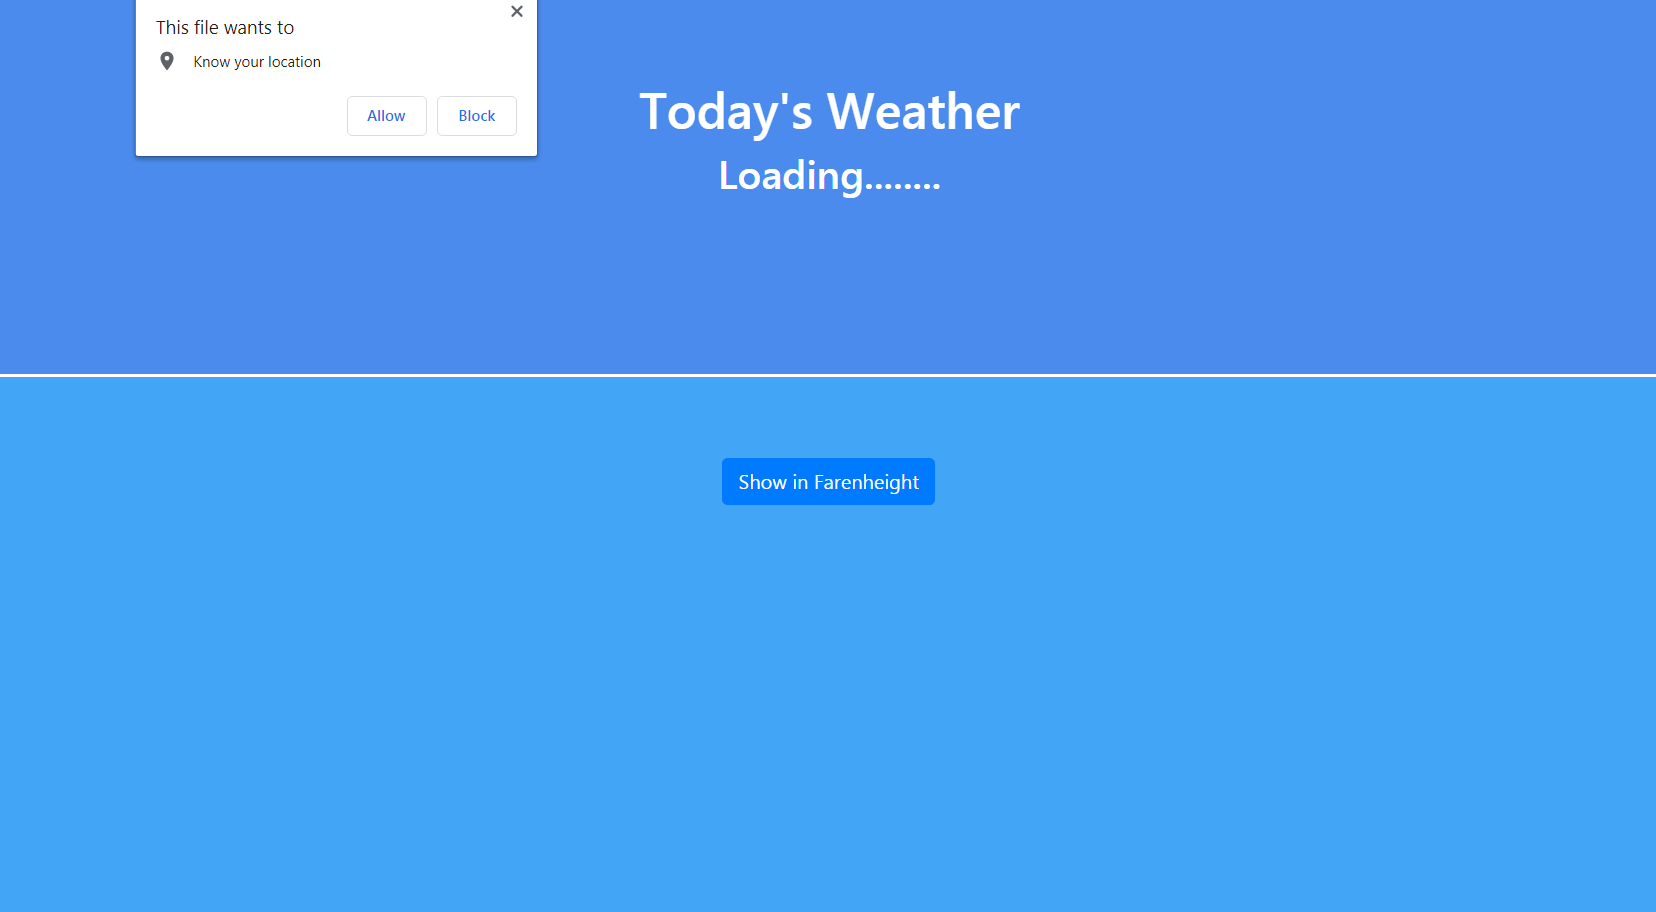 This file wants to
Know your location
Allow Block
Today's Weather
Loading........
Show in Farenheight